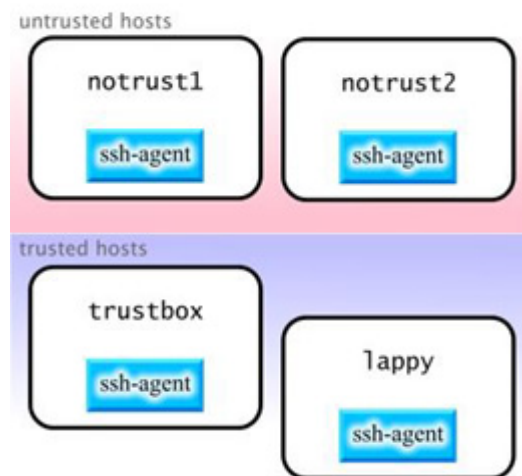 untrusted hosts
notrust1
ssh-agent
notrust2
ssh-agent
trusted hosts
trustbox
ssh-agent
lappy
ssh-agent